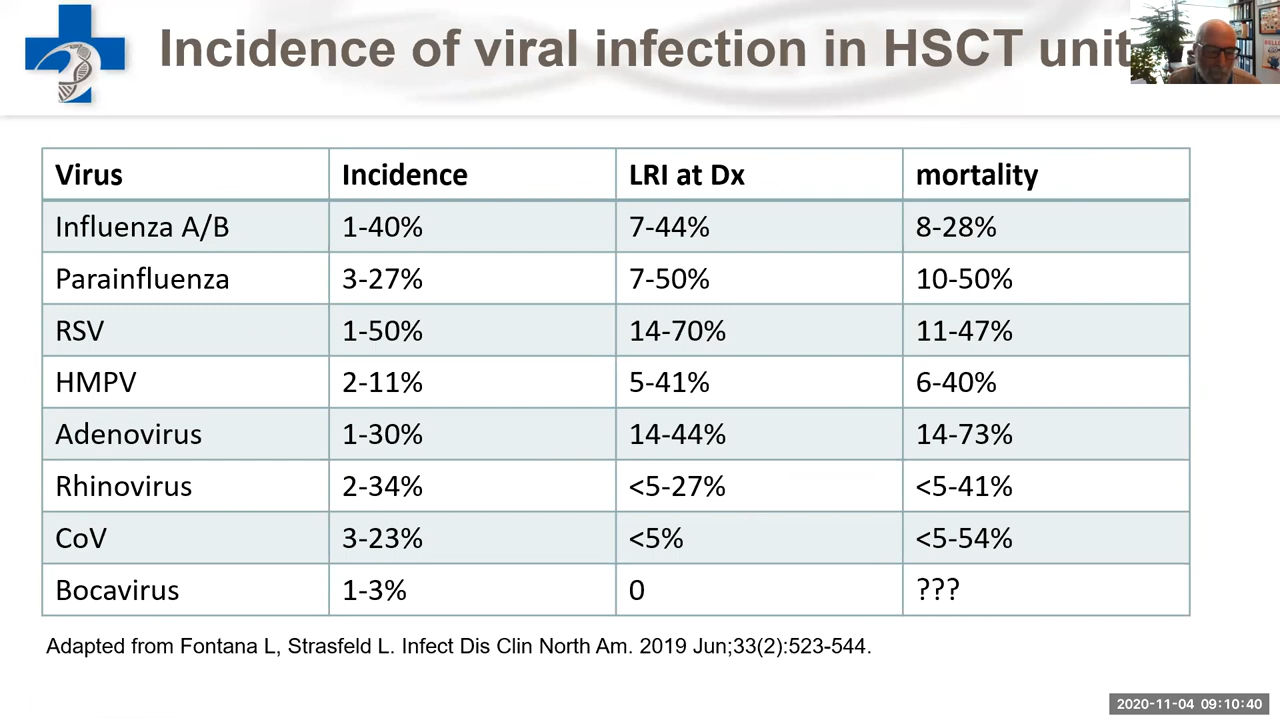 Incidence of viral infection in HSCT unit
Virus Incidence LRI at Dx mortality
Influenza A/B 1-40% 7-44% 8-28%
Parainfluenza 3-27% 7-50% 10-50%
RSV 1-50% 14-70% 11-47%
HMPV 2-11% 5-41% 6-40%
Adenovirus 1-30% 14-44% 14-73%
Rhinovirus 2-34% <5-27% <5-41%
CoV 3-23% <5% <5-54%
Bocavirus 1-3% 0 ???
Adapted from Fontana L, Strasfeld L. Infect Dis Clin North Am. 2019 Jun;33(2):523-544.
2020-11-04 09:10:40